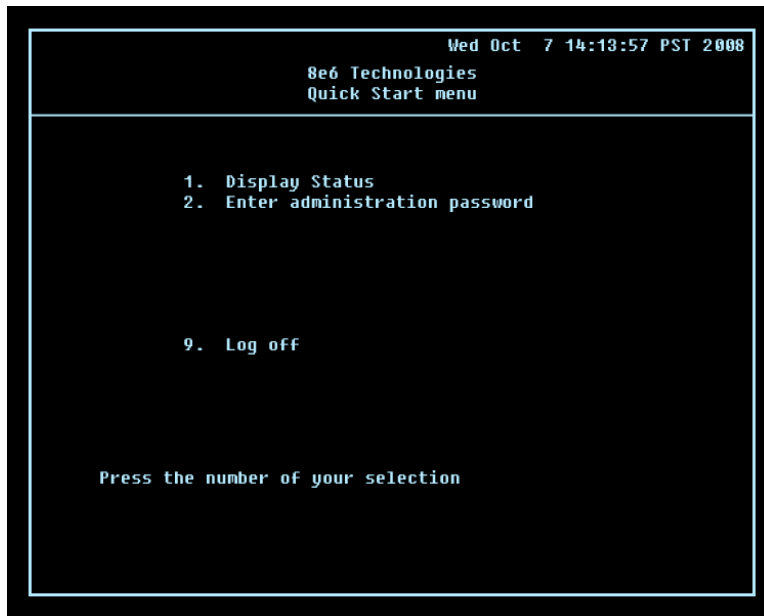 Wed Oct  7 14:13:57 PST 2008
8e6 Technologies
Quick Start menu
1.  Display Status
2.  Enter administration password
9.  Log off
Press the number of your selection